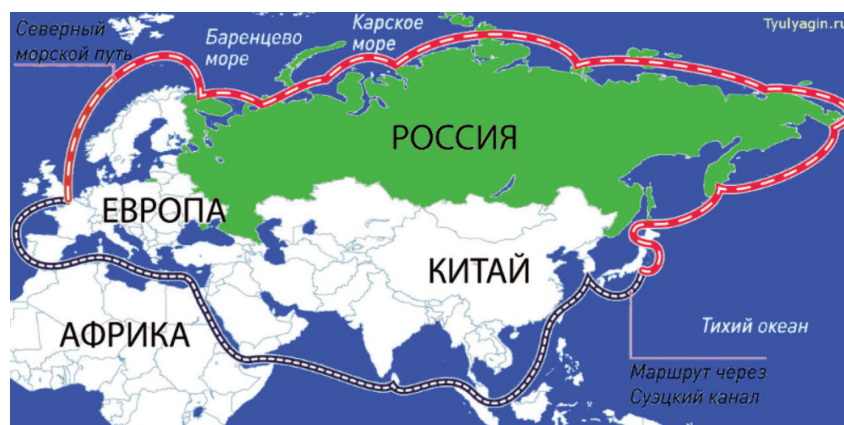 Северный
морской путь
Баренцево
море
Карское
море
Tyulyagin.ru
РОССИЯ
ЕВРОПА
КИТАЙ
АФРИКА
Тихий океан
Маршрут через
Суэцкий канал